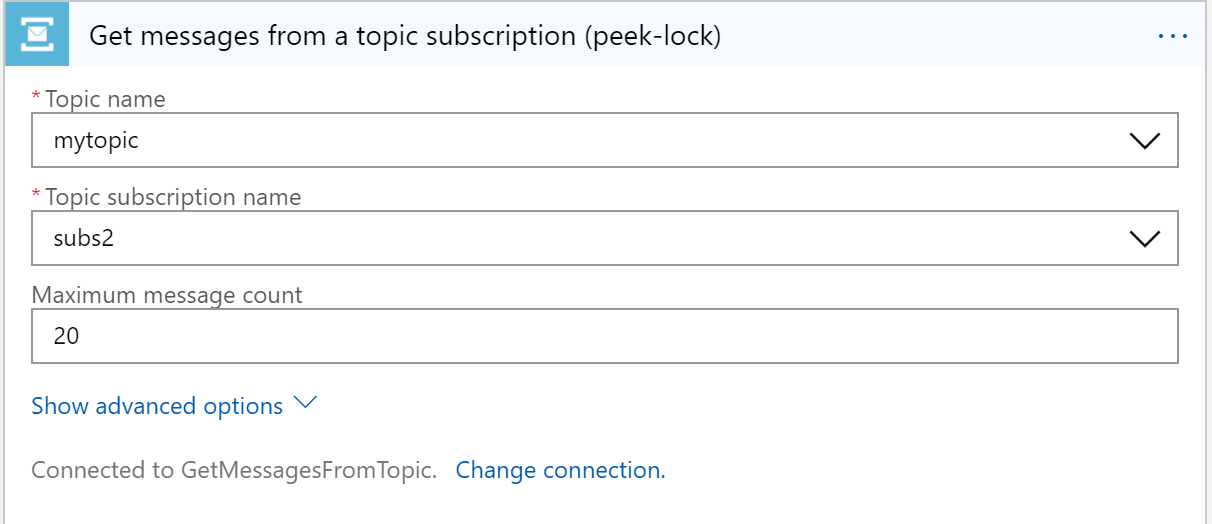 Get messages from a topic subscription (peek-lock)
* Topic name
mytopic
* Topic subscription name
subs2
Maximum message count
20
Show advanced options
Connected to GetMessagesFromTopic. Change connection.